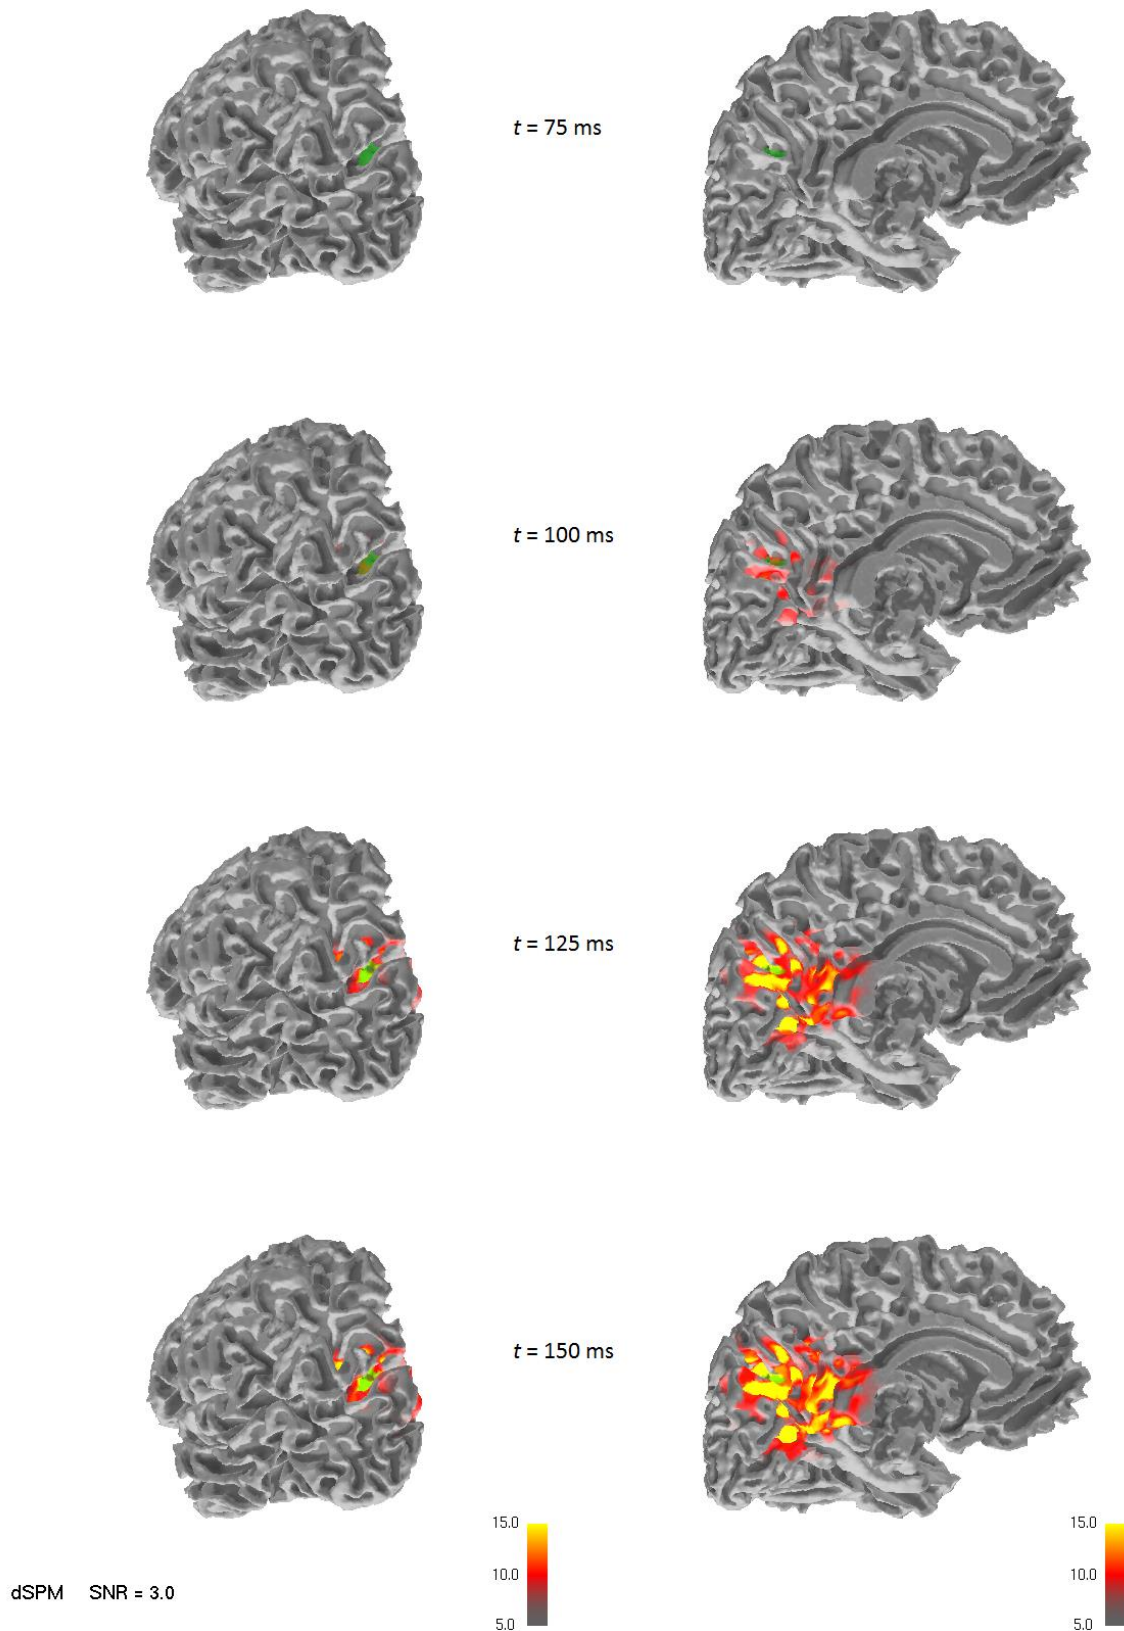 t = 75 ms
t = 100 ms
t = 125 ms
t = 150 ms
15.0
15.0
10.0
10.0
dSPM SNR = 3.0
5.0
5.0